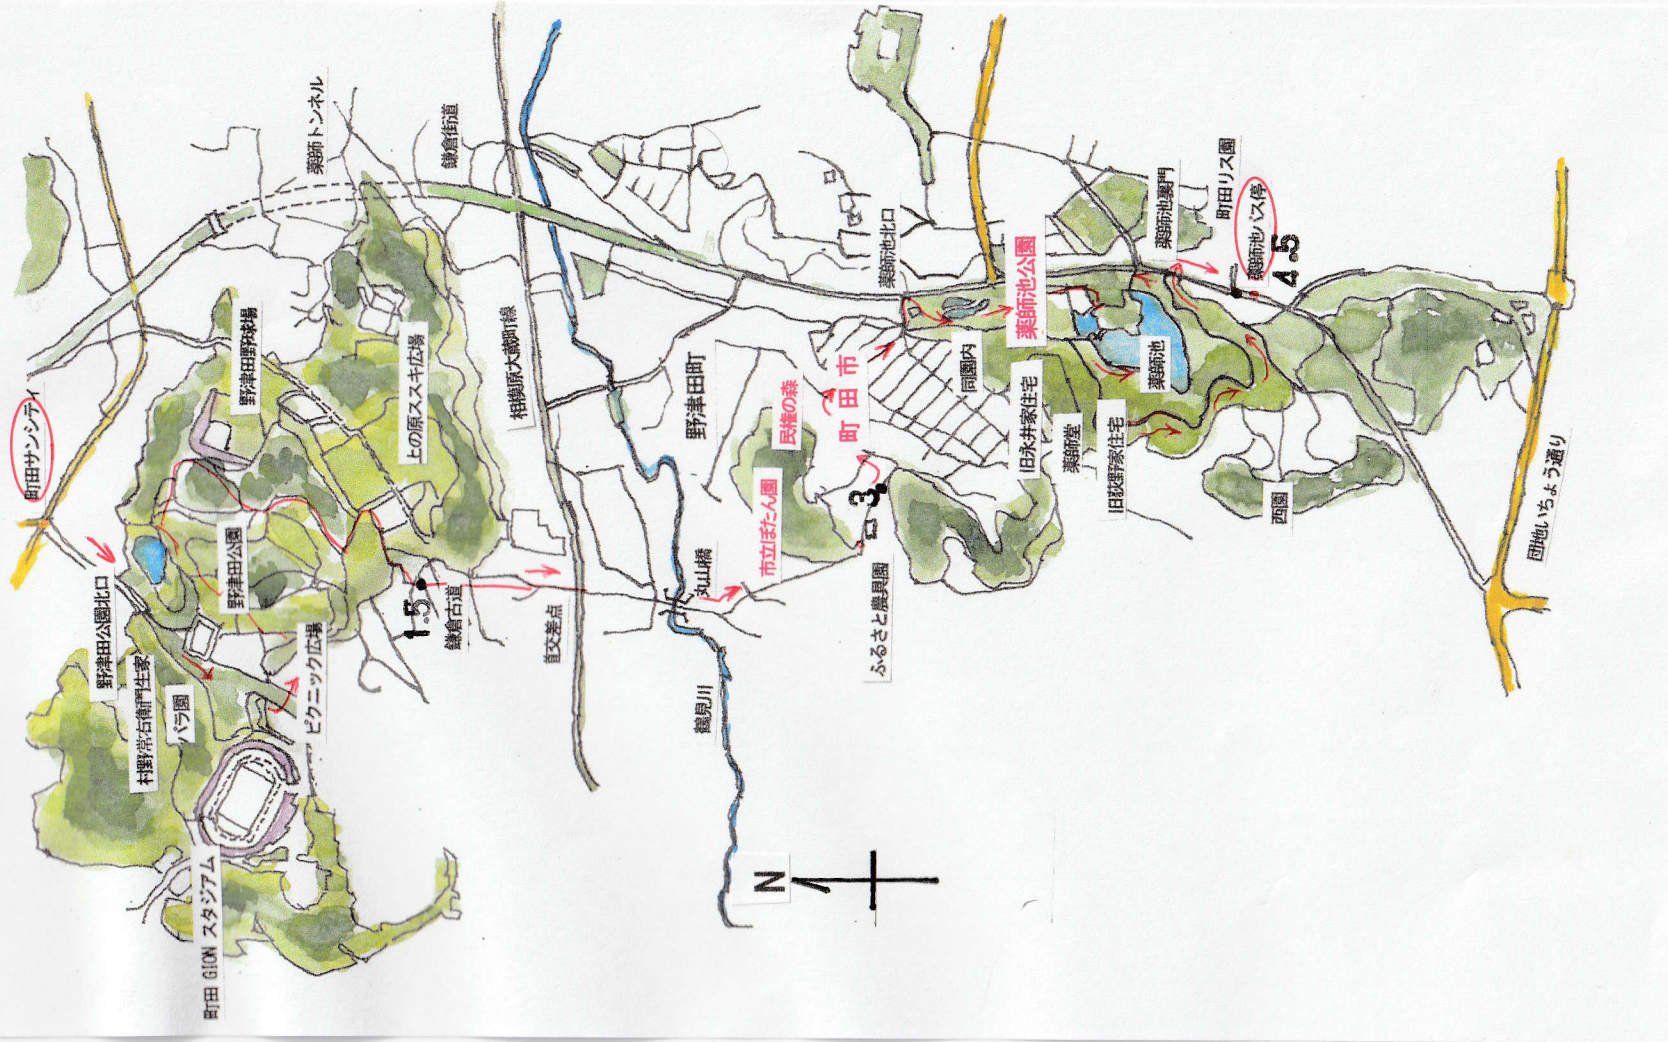 町田サンシティ
野津田公園北口
村野常右衛門生家
バラ園
町田 GION スタジアム
ピクニック広場
野津田公園
野津田野球場
薬師トンネル
上の原ススキ広場
鎌倉街道
1.5
鎌倉古道
相模原大蔵町線
首交差点
野津田町
丸山橋
鶴見川
市立ぼたん園
民権の森
町田市
3
ふるさと農具園
N
薬師池北口
同園内
薬師池公園
旧永井家住宅
薬師堂
旧荻野家住宅
薬師池
薬師池裏門
町田リス園
薬師池バス停
4.5
西園
団地いちょう通り